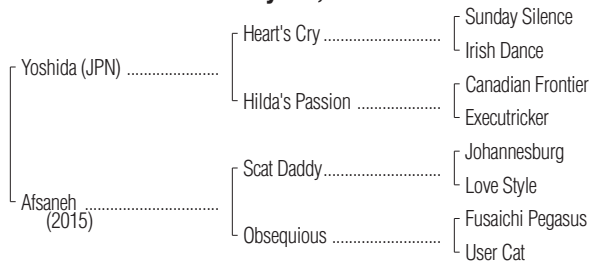 Sunday Silence
Heart's Cry
Irish Dance
Yoshida (JPN)
Canadian Frontier
Hilda's Passion
Executricker
Johannesburg
Scat Daddy
Love Style
Afsaneh
(2015)
Fusaichi Pegasus
Obsequious
User Cat